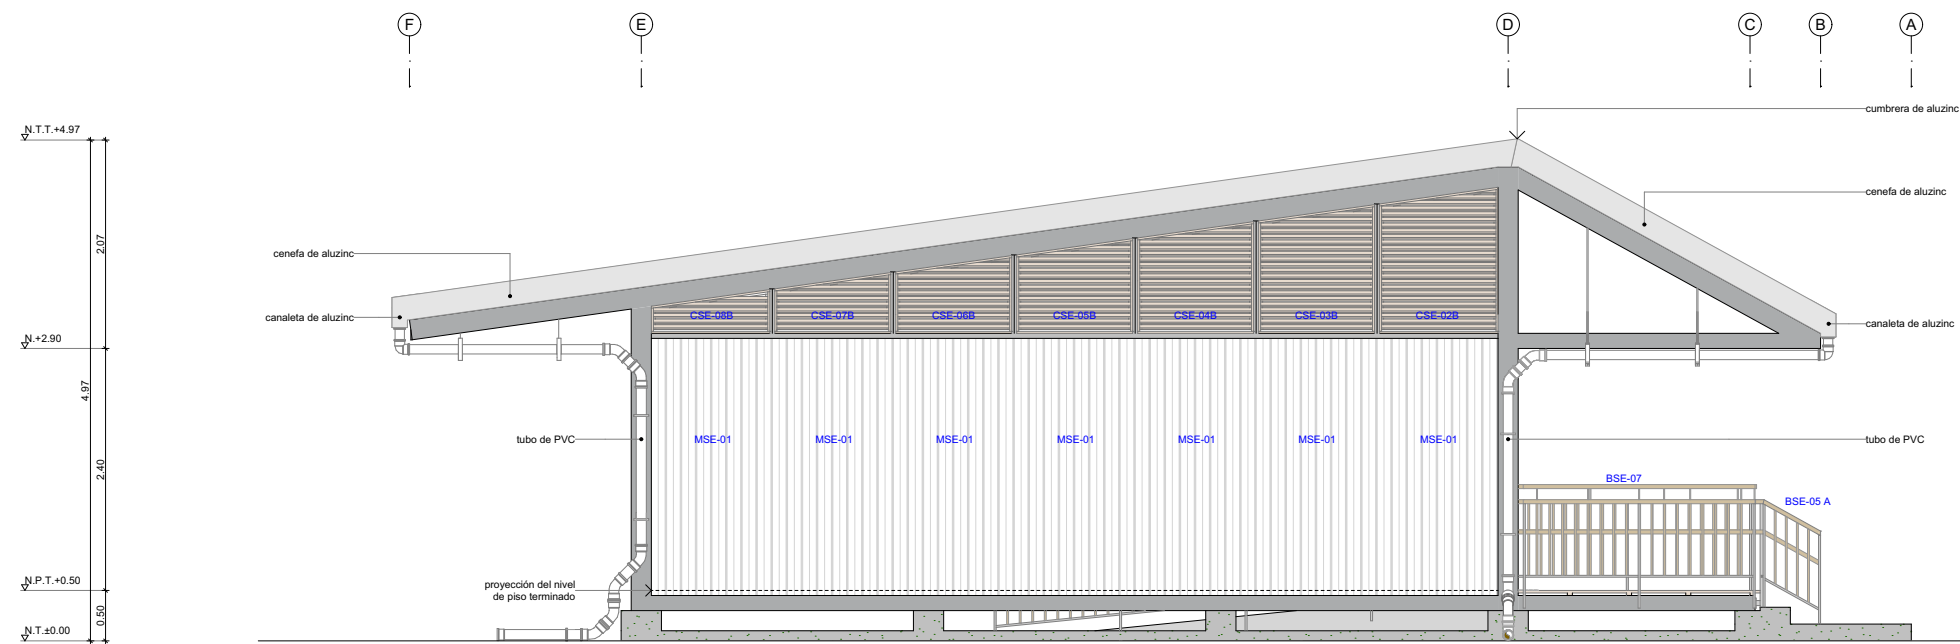 F
E
D
C
B
A
cumbrera de aluzinc
N.T.T.+4.97
cenefa de aluzinc
2.07
cenefa de aluzinc
CSE-08B
CSE-07B
CSE-06B
CSE-05B
CSE-04B
CSE-03B
CSE-02B
canaleta de aluzinc
canaleta de aluzinc
N.+2.90
4.97
tubo de PVC
MSE-01
MSE-01
MSE-01
MSE-01
MSE-01
MSE-01
MSE-01
tubo de PVC
2.40
BSE-07
BSE-05 A
N.P.T.+0.50
proyección del nivel
de piso terminado
0.50
N.T.±0.00